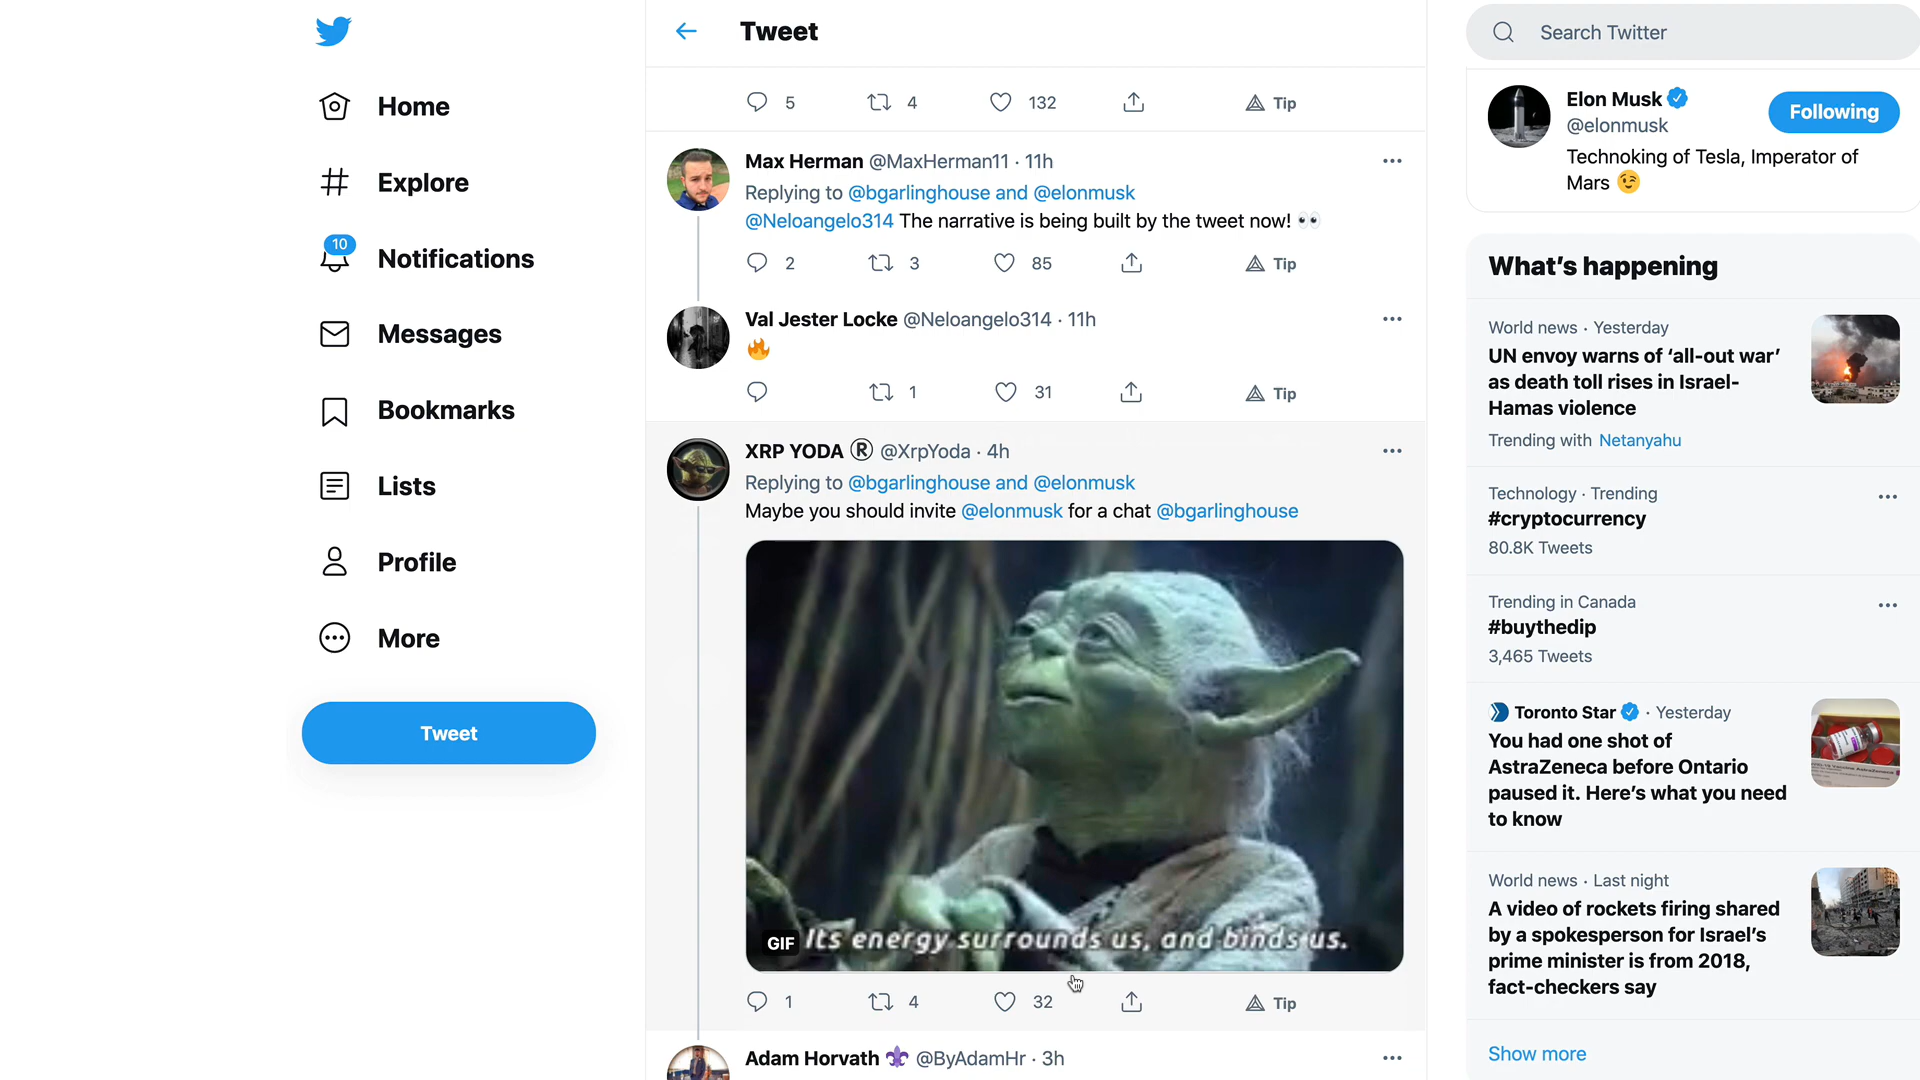 Home
Explore
10
Notifications
Messages
Bookmarks
Lists
Profile
More
Tweet
Tweet
5 4 132 Tip
Max Herman @MaxHerman11 · 11h
Replying to @bgarlinghouse and @elonmusk
@Neloangelo314 The narrative is being built by the tweet now! 👀
2 3 85 Tip
Val Jester Locke @Neloangelo314 · 11h
🔥
1 31 Tip
XRP YODA Ⓡ @XrpYoda · 4h
Replying to @bgarlinghouse and @elonmusk
Maybe you should invite @elonmusk for a chat @bgarlinghouse
GIF Its energy surrounds us, and binds us.
1 4 32 Tip
Adam Horvath ⚜ @ByAdamHr · 3h
Search Twitter
Elon Musk
@elonmusk
Following
Technoking of Tesla, Imperator of
Mars 😉
What’s happening
World news · Yesterday
UN envoy warns of ‘all-out war’
as death toll rises in Israel-
Hamas violence
Trending with Netanyahu
Technology · Trending
#cryptocurrency
80.8K Tweets
Trending in Canada
#buythedip
3,465 Tweets
Toronto Star · Yesterday
You had one shot of
AstraZeneca before Ontario
paused it. Here’s what you need
to know
World news · Last night
A video of rockets firing shared
by a spokesperson for Israel’s
prime minister is from 2018,
fact-checkers say
Show more